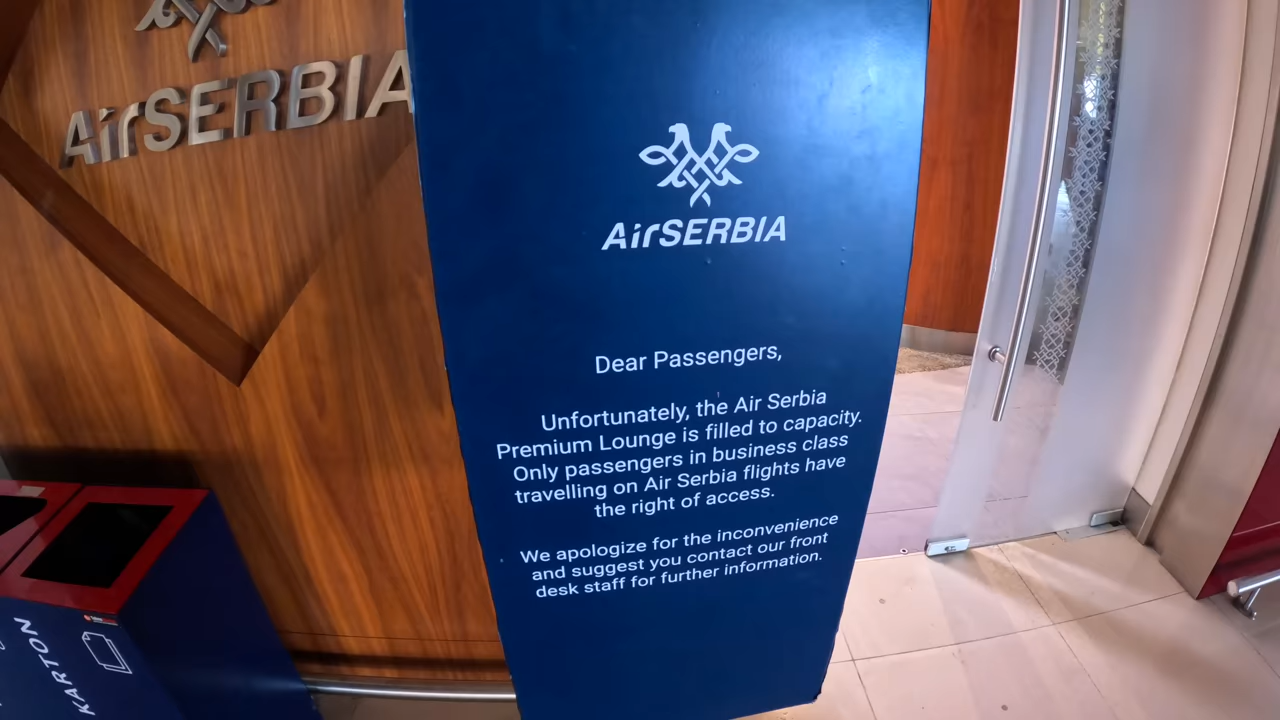 AirSERBIA
AirSERBIA
Dear Passengers,
Unfortunately, the Air Serbia
Premium Lounge is filled to capacity.
Only passengers in business class
travelling on Air Serbia flights have
the right of access.
We apologize for the inconvenience
and suggest you contact our front
desk staff for further information.
KARTON